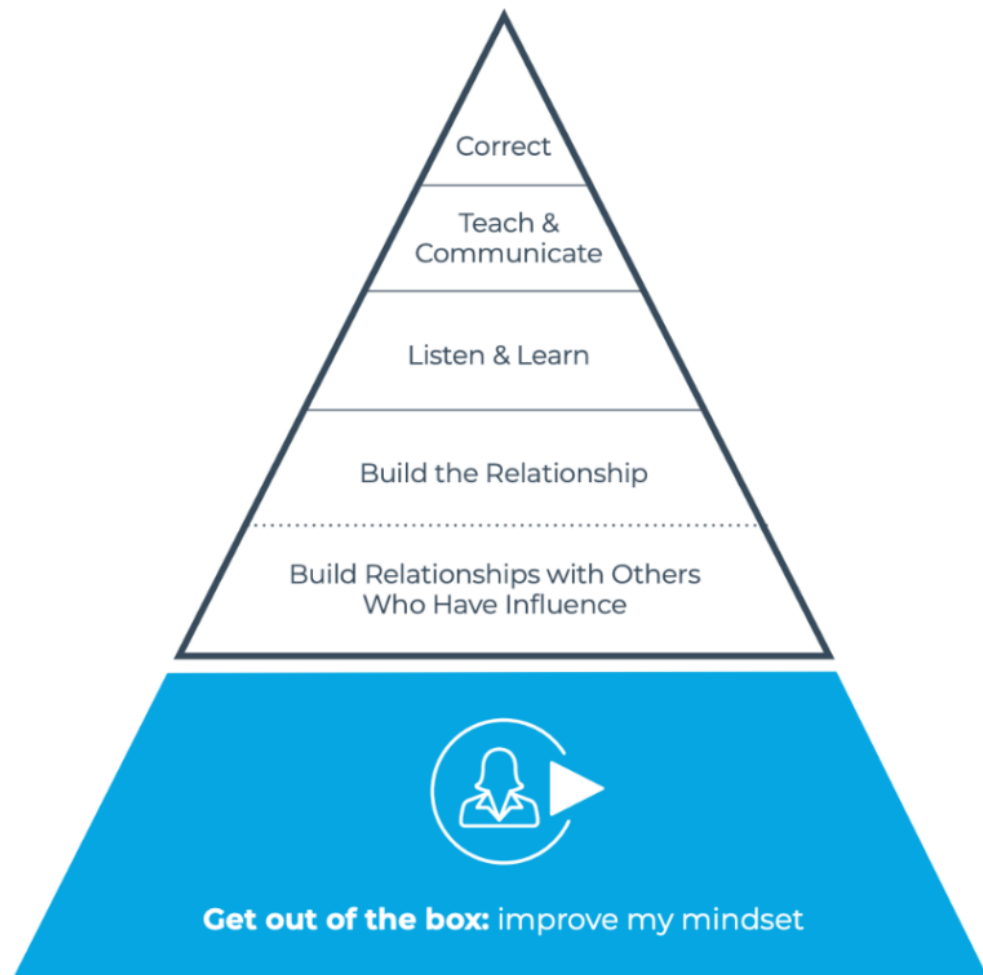 Correct
Teach &
Communicate
Listen & Learn
Build the Relationship
Build Relationships with Others
Who Have Influence
Get out of the box: improve my mindset